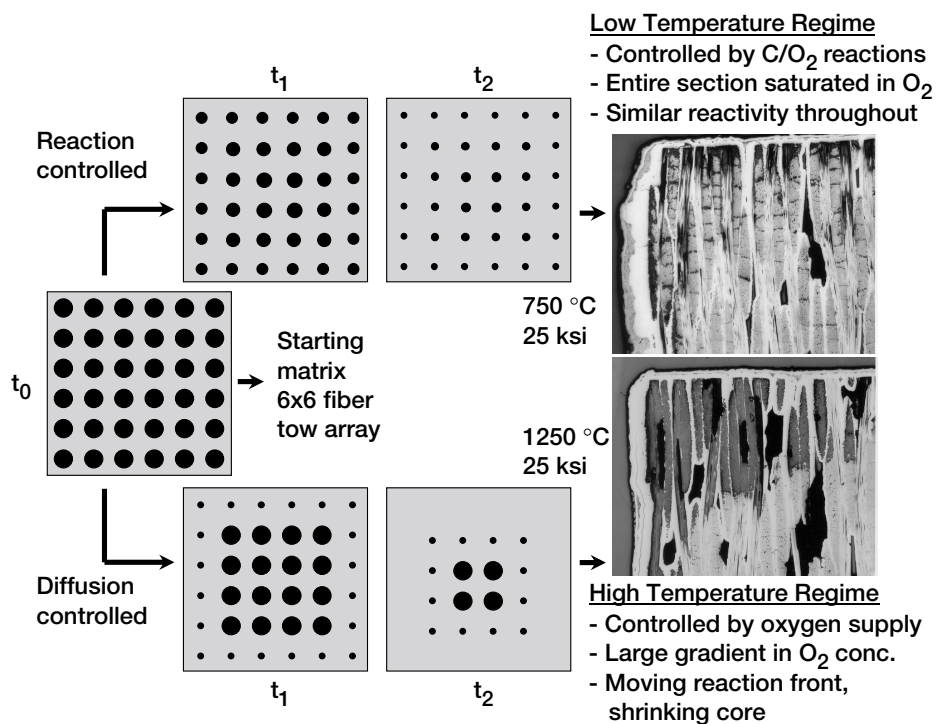 Low Temperature Regime
- Controlled by C/O2 reactions
- Entire section saturated in O2
- Similar reactivity throughout
t1
t2
Reaction
controlled
750 °C
25 ksi
t0
Starting
matrix
6x6 fiber
tow array
1250 °C
25 ksi
Diffusion
controlled
t1
t2
High Temperature Regime
- Controlled by oxygen supply
- Large gradient in O2 conc.
- Moving reaction front,
shrinking core